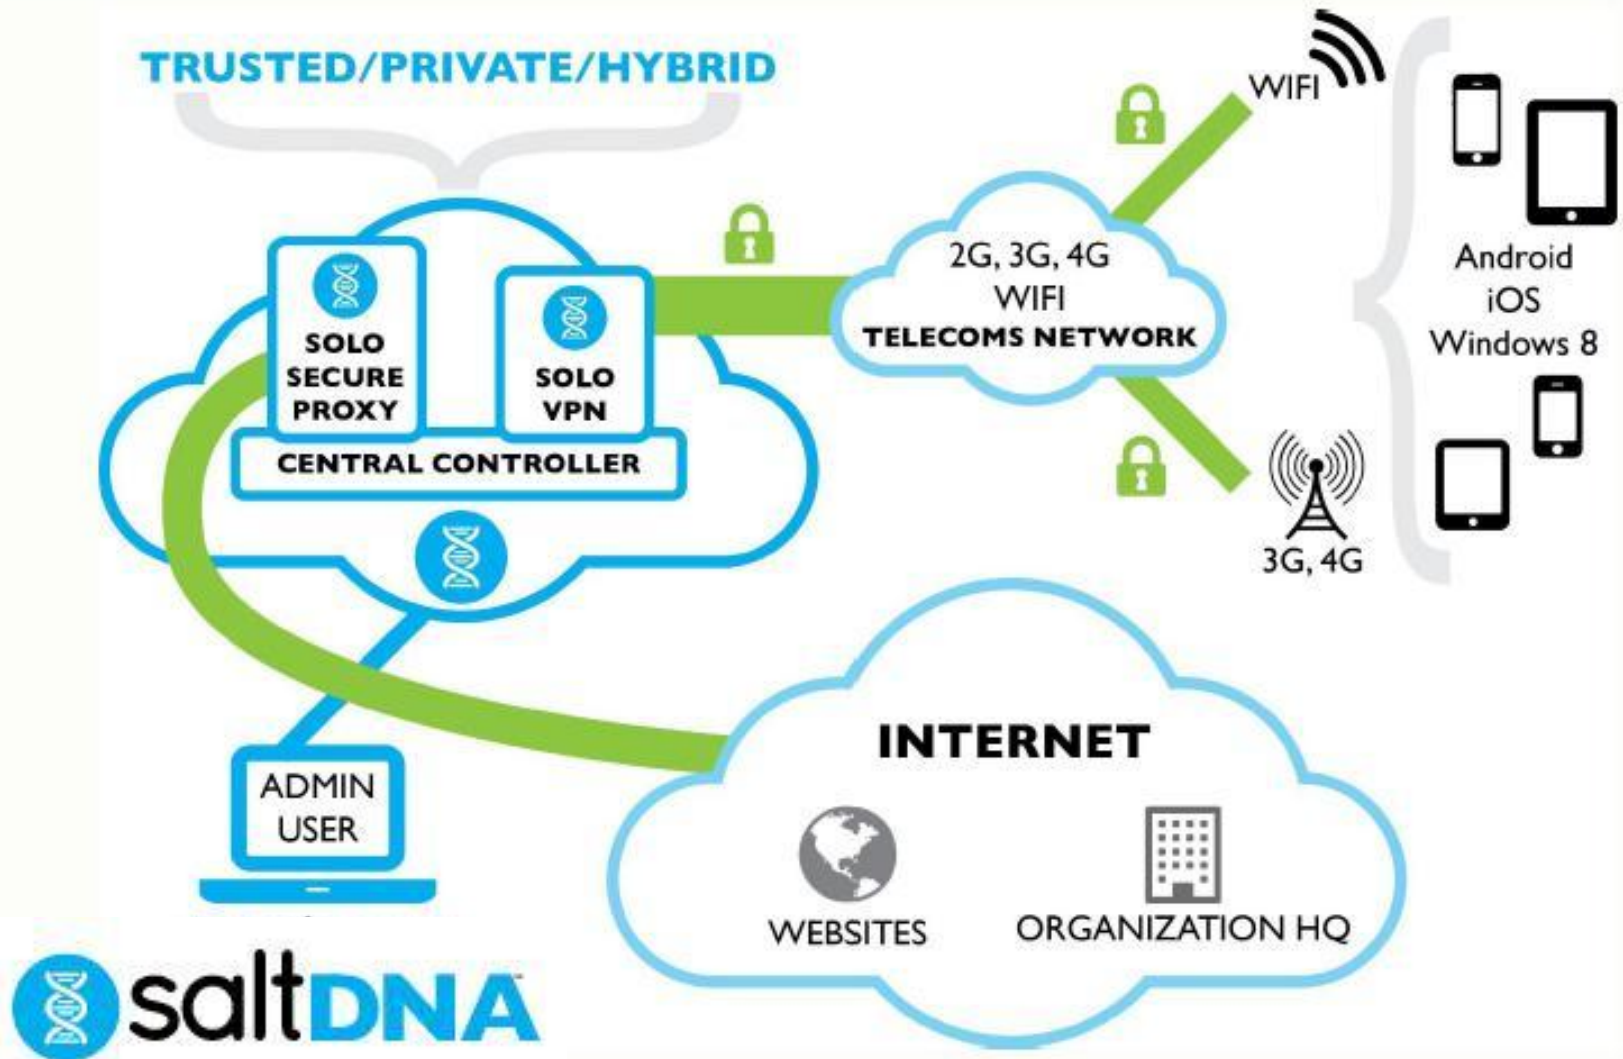 TRUSTED/PRIVATE/HYBRID
WIFI
2G, 3G, 4G
WIFI
TELECOMS NETWORK
Android
iOS
Windows 8
SOLO
SECURE
PROXY
SOLO
VPN
CENTRAL CONTROLLER
3G, 4G
ADMIN
USER
INTERNET
WEBSITES
ORGANIZATION HQ
saltDNA